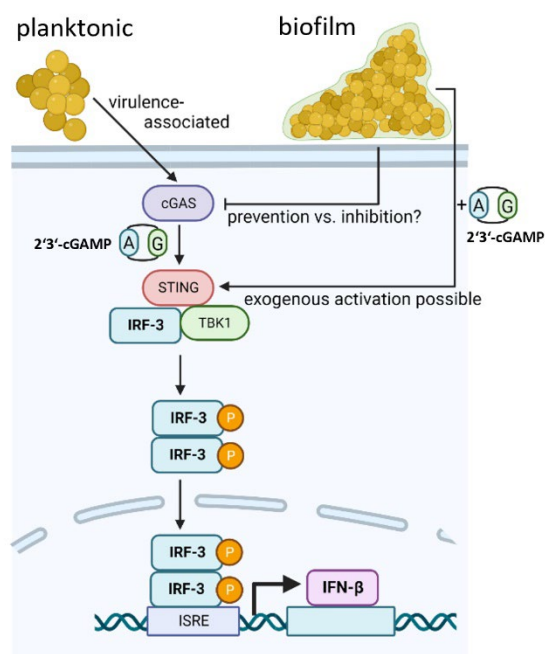 planktonic
biofilm
virulence-
associated
cGAS
prevention vs. inhibition?
+ A G
2‘3‘-cGAMP
2‘3‘-cGAMP A G
STING
exogenous activation possible
IRF-3
TBK1
IRF-3 P
IRF-3 P
IRF-3 P
IRF-3 P
IFN-β
ISRE